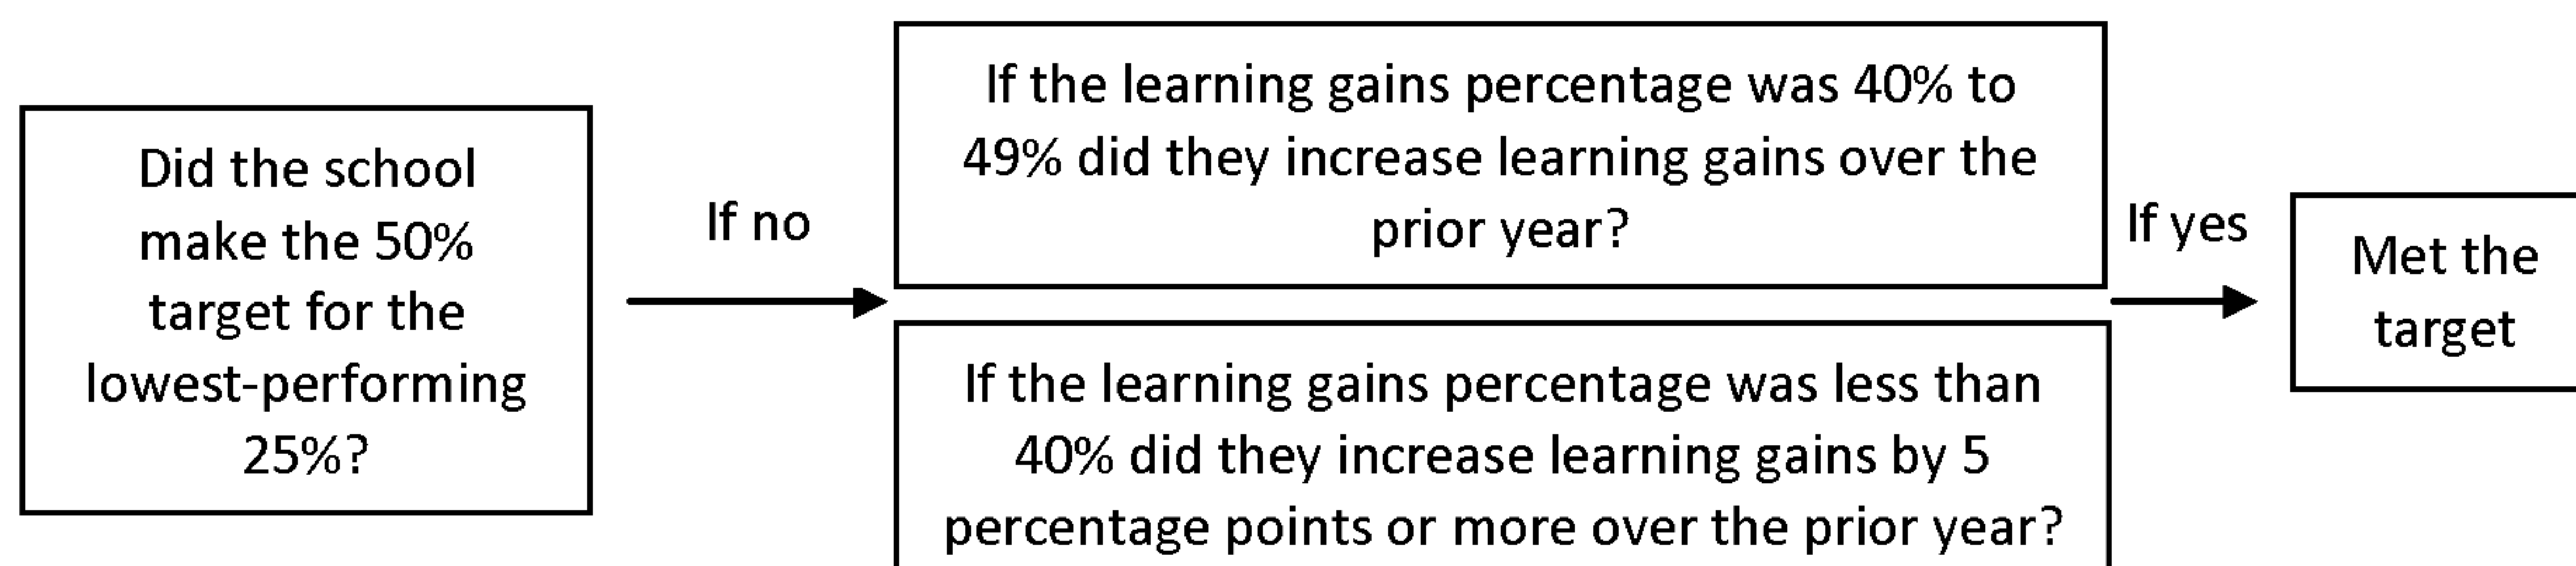 Did the school
make the 50%
target for the
lowest-performing
25%?
If no
If the learning gains percentage was 40% to
49% did they increase learning gains over the
prior year?
If the learning gains percentage was less than
40% did they increase learning gains by 5
percentage points or more over the prior year?
If yes
Met the
target